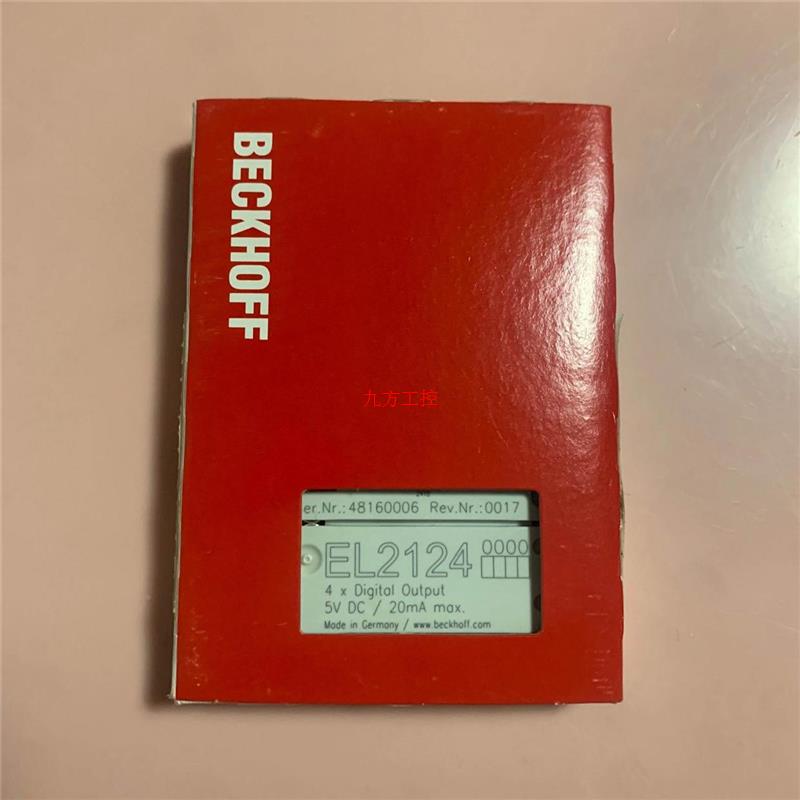 BECKHOFF
九方工控
er.Nr.:48160006 Rev.Nr.:0017
EL2124 0000
4 x Digital Output
5V DC / 20mA max.
Made in Germany / www.beckhoff.com